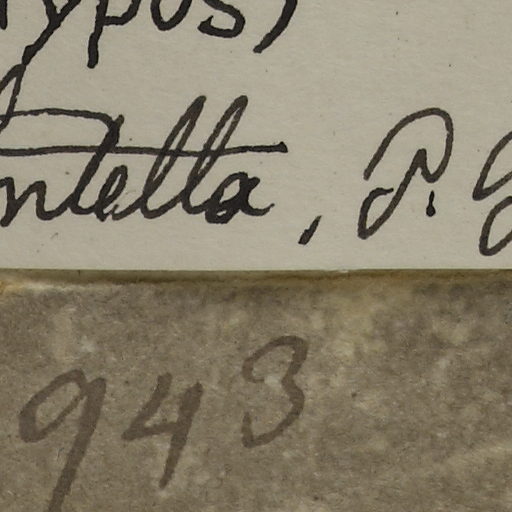 ypos)
ntella, P. G
943